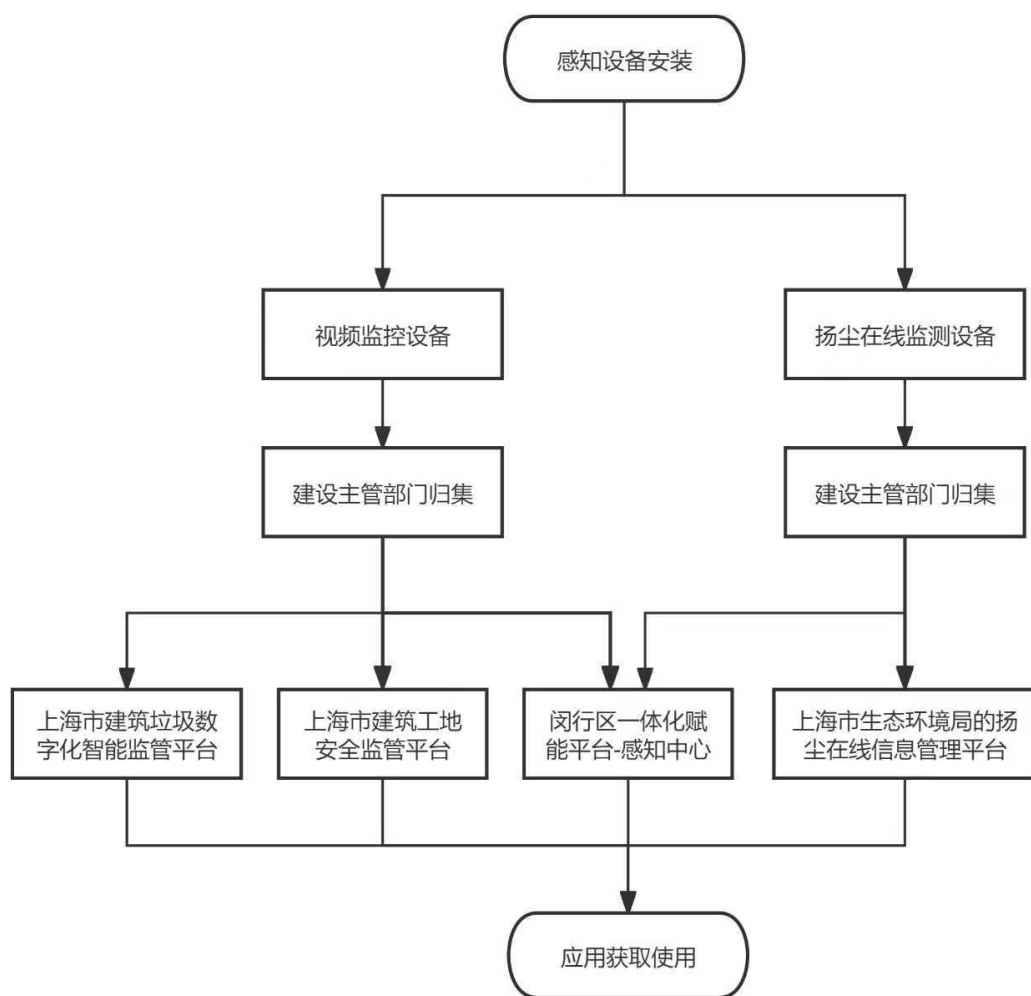 感知设备安装
视频监控设备
扬尘在线监测设备
建设主管部门归集
建设主管部门归集
上海市建筑垃圾数
字化智能监管平台
上海市建筑工地
安全监管平台
闵行区一体化赋
能平台-感知中心
上海市生态环境局的扬
尘在线信息管理平台
应用获取使用